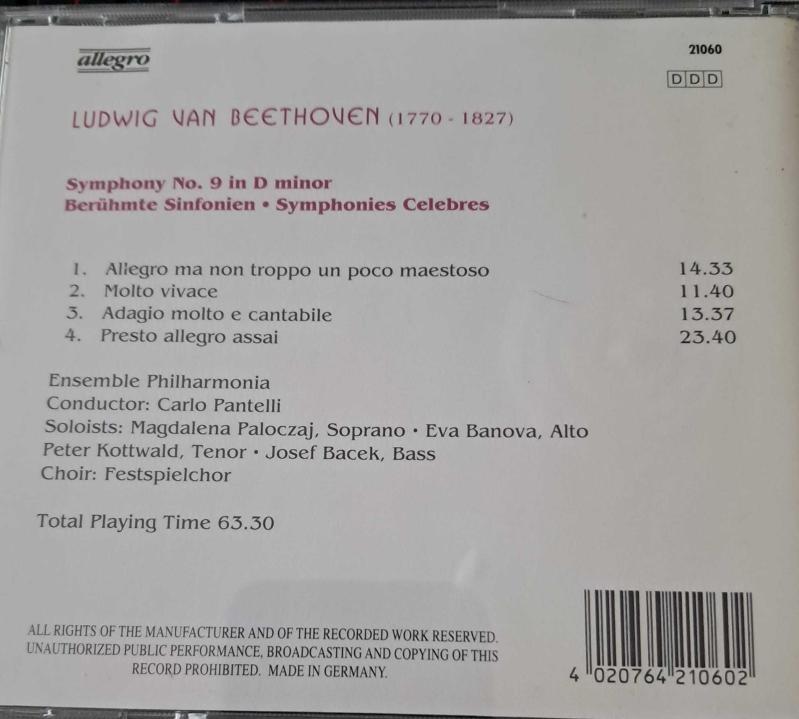 allegro
21060
DDD
LUDWIG VAN BEETHOVEN (1770 - 1827)
Symphony No. 9 in D minor
Berühmte Sinfonien • Symphonies Celebres
1. Allegro ma non troppo un poco maestoso 14.33
2. Molto vivace 11.40
3. Adagio molto e cantabile 13.37
4. Presto allegro assai 23.40
Ensemble Philharmonia
Conductor: Carlo Pantelli
Soloists: Magdalena Paloczaj, Soprano • Eva Banova, Alto
Peter Kottwald, Tenor • Josef Bacek, Bass
Choir: Festspielchor
Total Playing Time 63.30
ALL RIGHTS OF THE MANUFACTURER AND OF THE RECORDED WORK RESERVED.
UNAUTHORIZED PUBLIC PERFORMANCE, BROADCASTING AND COPYING OF THIS
RECORD PROHIBITED. MADE IN GERMANY.
4 020764 210602